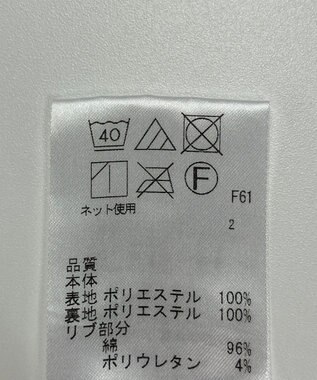 40
F
ネット使用
F61
2
品質
本体
表地 ポリエステル 100%
裏地 ポリエステル 100%
リブ部分
綿 96%
ポリウレタン 4%